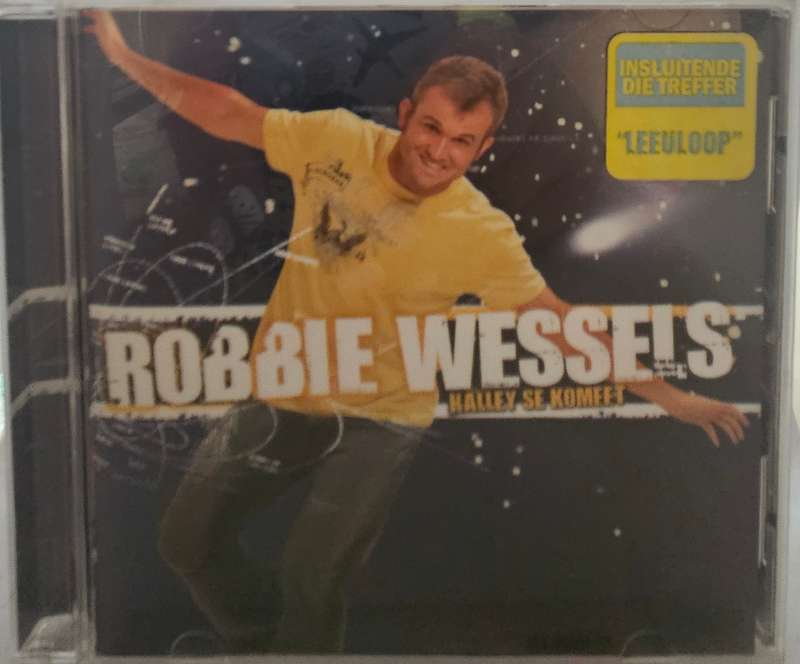 INSLUITENDE
DIE TREFFER
"LEEULOOP"
ROBBIE WESSELS
HALLEY SE KOMEET